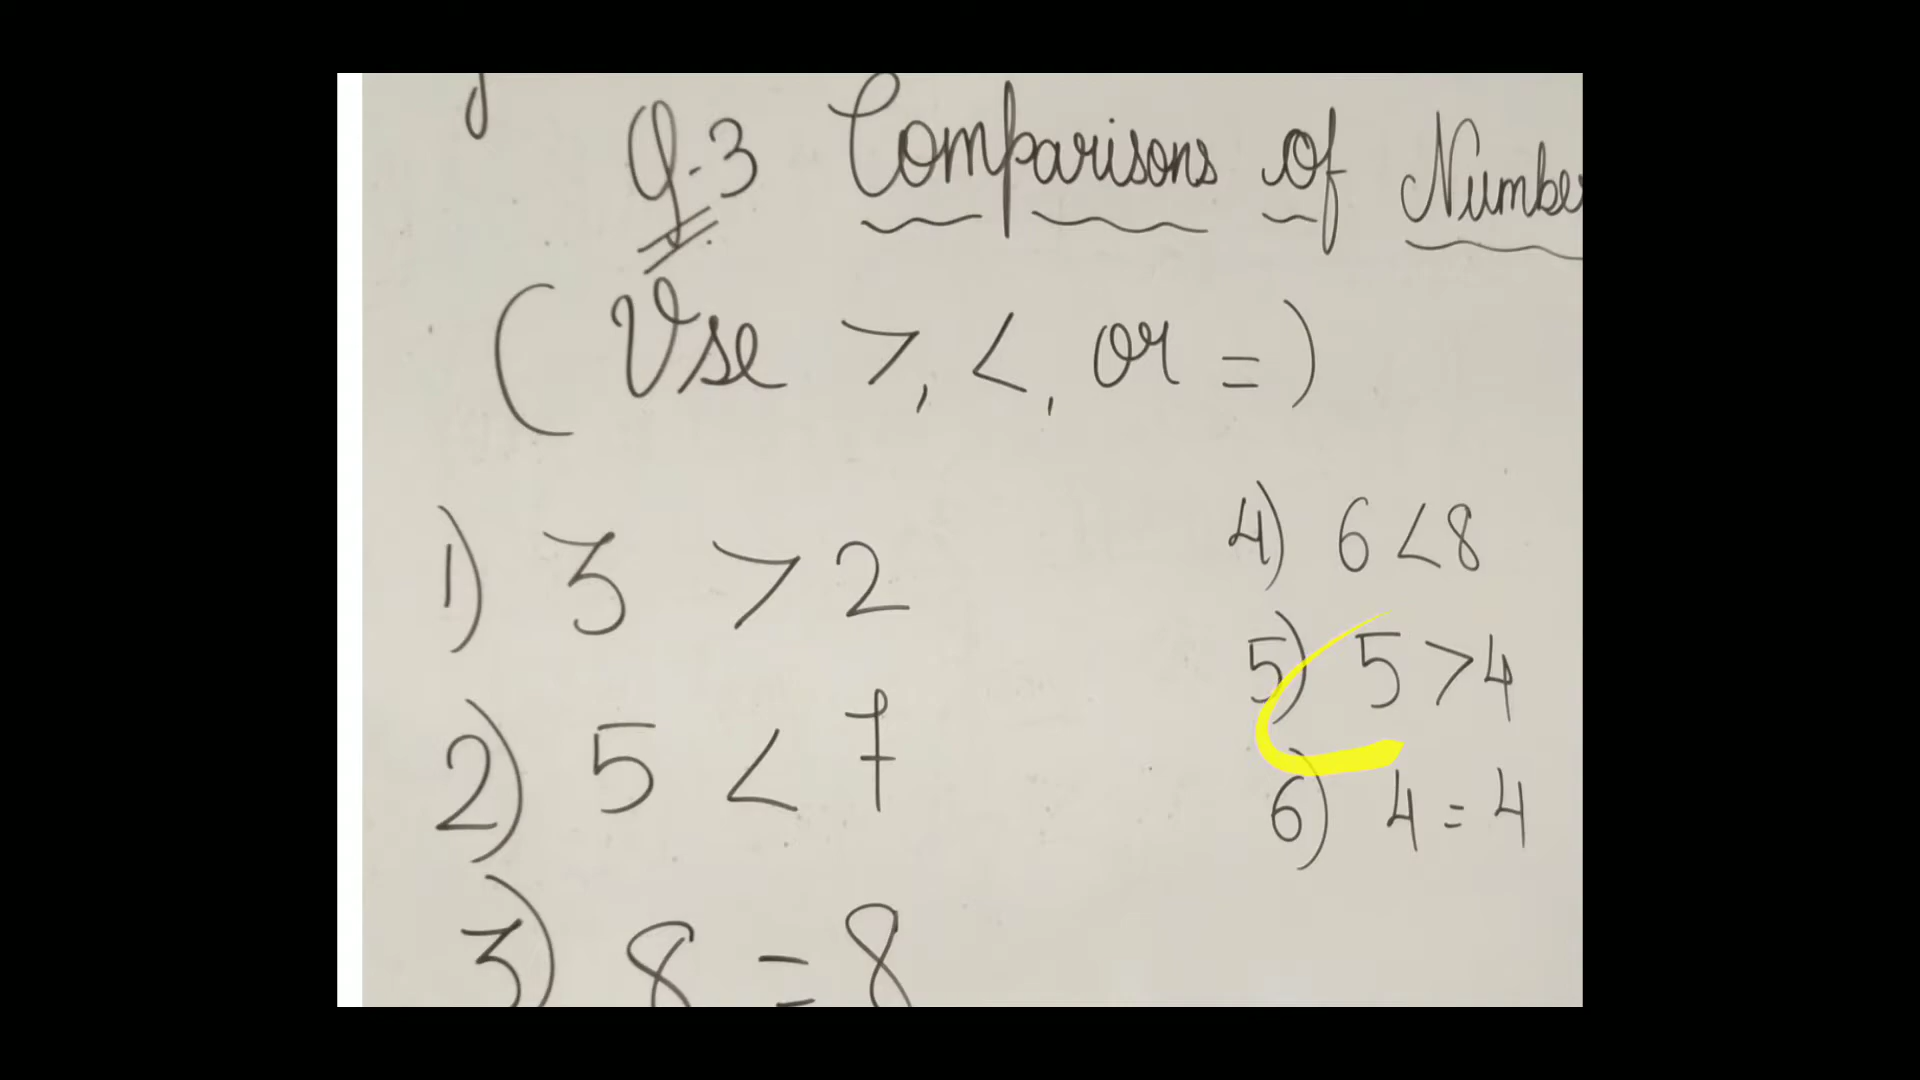 Q.3 Comparisons of Number
(Use >, <, or =)
1) 3 > 2
2) 5 < 7
3) 8 = 8
4) 6 < 8
5) 5 > 4
6) 4 = 4